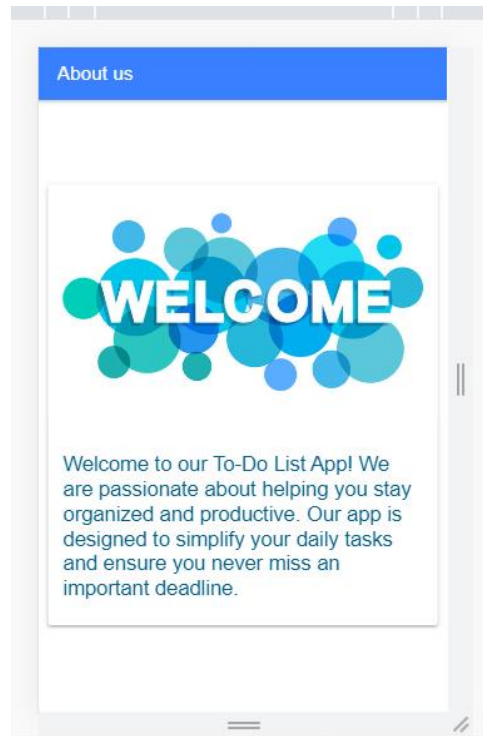 About us
WELCOME
Welcome to our To-Do List App! We
are passionate about helping you stay
organized and productive. Our app is
designed to simplify your daily tasks
and ensure you never miss an
important deadline.